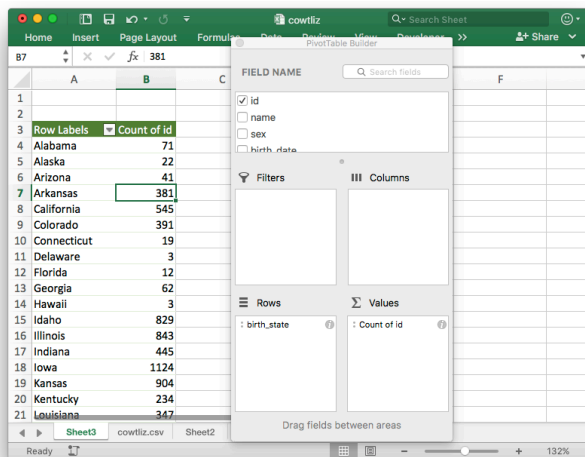 cowtliz
Search Sheet
Home Insert Page Layout Formulas Data Review View Developer >> Share
B7 fx 381
A B C F
1
2
3 Row Labels Count of id
4 Alabama 71
5 Alaska 22
6 Arizona 41
7 Arkansas 381
8 California 545
9 Colorado 391
10 Connecticut 19
11 Delaware 3
12 Florida 12
13 Georgia 62
14 Hawaii 3
15 Idaho 829
16 Illinois 843
17 Indiana 445
18 Iowa 1124
19 Kansas 904
20 Kentucky 234
21 Louisiana 347
PivotTable Builder
FIELD NAME
Search fields
id
name
sex
birth_date
Filters
Columns
Rows
Values
birth_state
Count of id
Drag fields between areas
Sheet3 cowtliz.csv Sheet2
Ready
132%